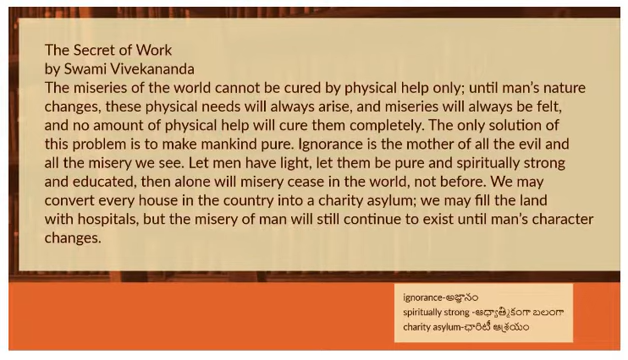 The Secret of Work
by Swami Vivekananda
The miseries of the world cannot be cured by physical help only; until man's nature
changes, these physical needs will always arise, and miseries will always be felt,
and no amount of physical help will cure them completely. The only solution of
this problem is to make mankind pure. Ignorance is the mother of all the evil and
all the misery we see. Let men have light, let them be pure and spiritually strong
and educated, then alone will misery cease in the world, not before. We may
convert every house in the country into a charity asylum; we may fill the land
with hospitals, but the misery of man will still continue to exist until man's character
changes.
ignorance-అజ్ఞానం
spiritually strong -ఆధ్యాత్మికంగా బలంగా
charity asylum-ఛారిటీ ఆశ్రయం